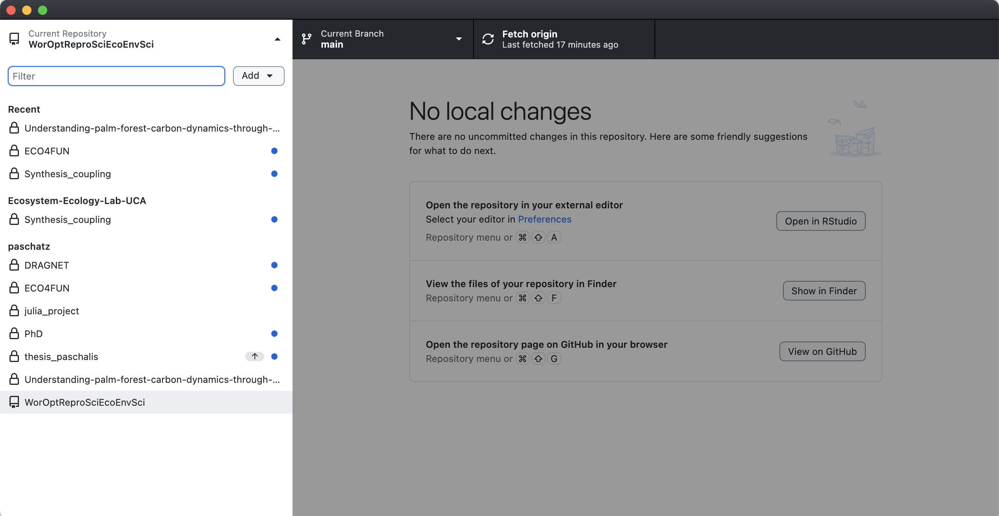 Current Repository
WorOptReproSciEcoEnvSci
Current Branch
main
Fetch origin
Last fetched 17 minutes ago
Filter
Add
Recent
Understanding-palm-forest-carbon-dynamics-through-...
ECO4FUN
Synthesis_coupling
Ecosystem-Ecology-Lab-UCA
Synthesis_coupling
paschatz
DRAGNET
ECO4FUN
julia_project
PhD
thesis_paschalis
Understanding-palm-forest-carbon-dynamics-through-...
WorOptReproSciEcoEnvSci
No local changes
There are no uncommitted changes in this repository. Here are some friendly suggestions
for what to do next.
Open the repository in your external editor
Select your editor in Preferences
Repository menu or ⌘ ⇧ A
Open in RStudio
View the files of your repository in Finder
Repository menu or ⌘ ⇧ F
Show in Finder
Open the repository page on GitHub in your browser
Repository menu or ⌘ ⇧ G
View on GitHub